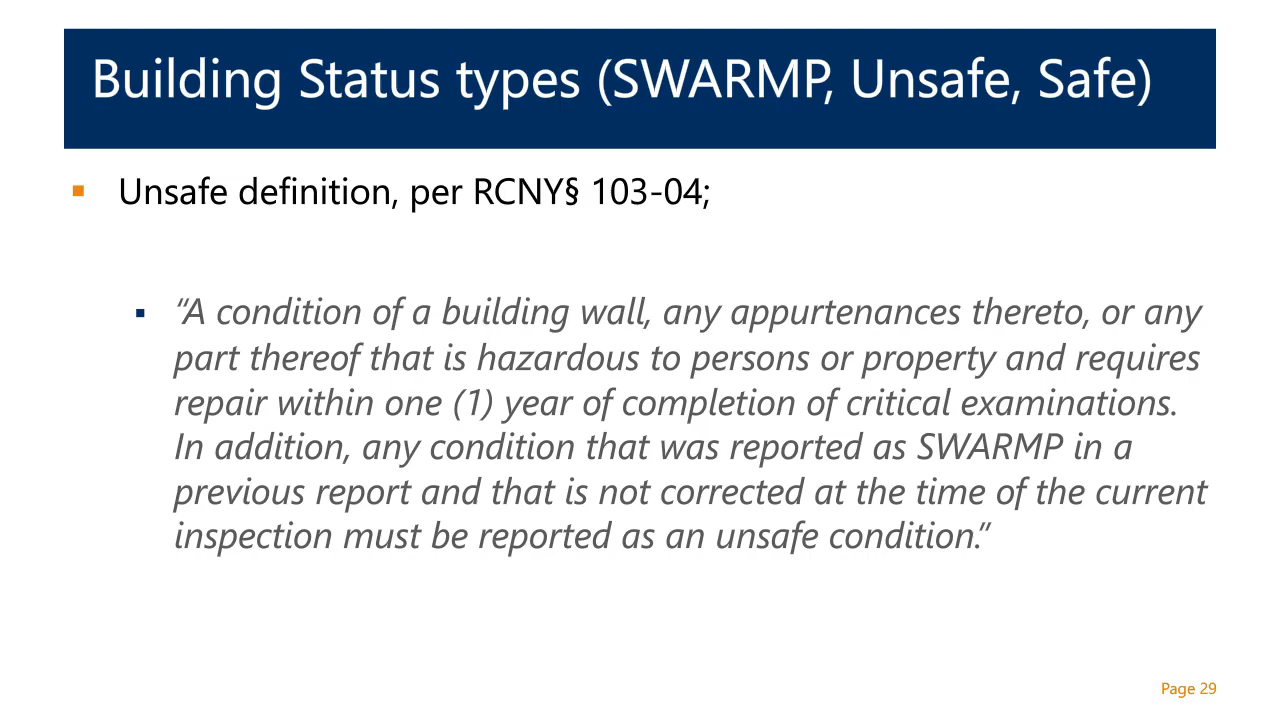 Building Status types (SWARMP, Unsafe, Safe)
▪ Unsafe definition, per RCNY§ 103-04;
▪ “A condition of a building wall, any appurtenances thereto, or any
part thereof that is hazardous to persons or property and requires
repair within one (1) year of completion of critical examinations.
In addition, any condition that was reported as SWARMP in a
previous report and that is not corrected at the time of the current
inspection must be reported as an unsafe condition.”
Page 29